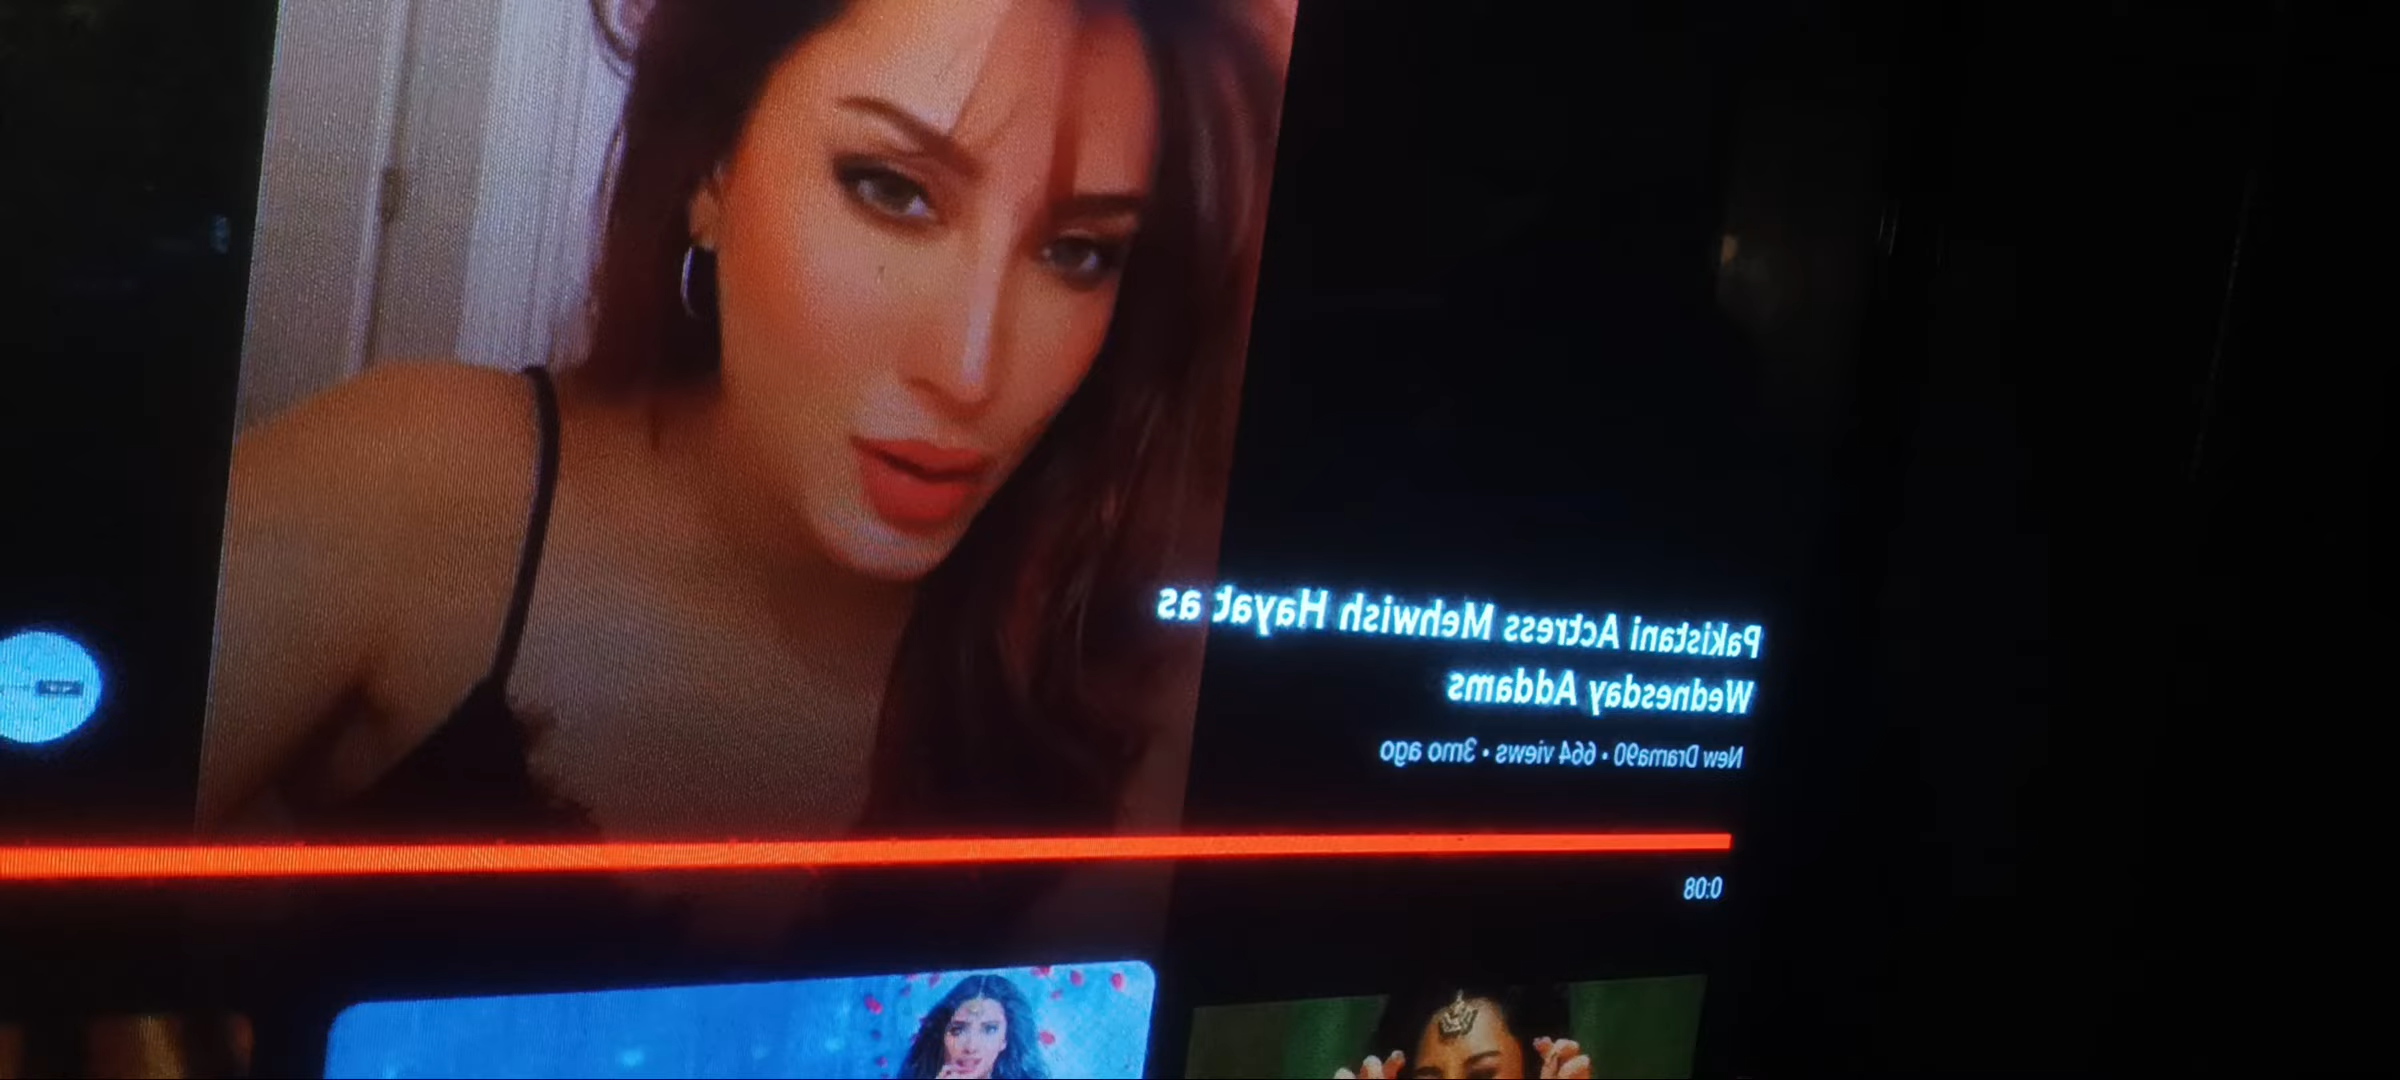 Pakistani Actress Mehwish Hayat as
Wednesday Addams
New Drama90 • 664 views • 3mo ago
0:08